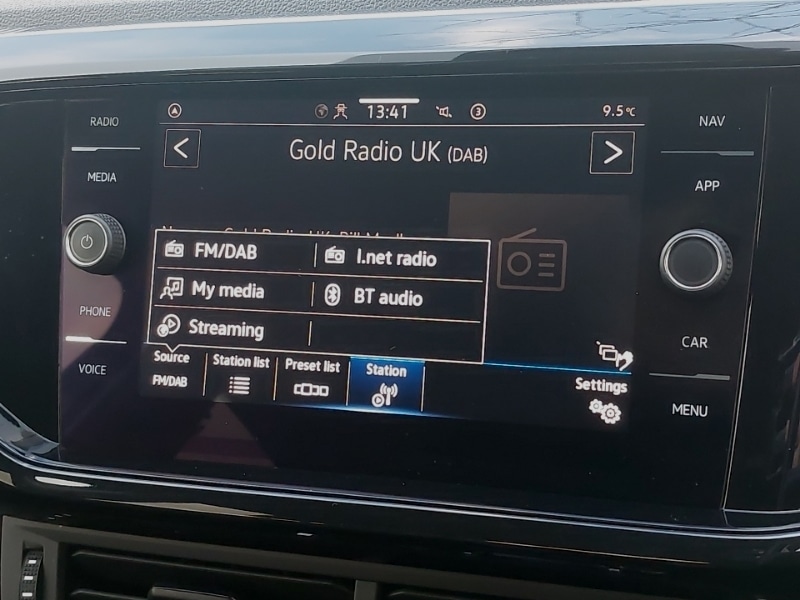 RADIO
13:41
3
9.5°C
NAV
Gold Radio UK (DAB)
MEDIA
APP
FM/DAB
I.net radio
My media
BT audio
Streaming
PHONE
CAR
VOICE
MENU
Source
Station list
Preset list
Station
Settings
FM/DAB